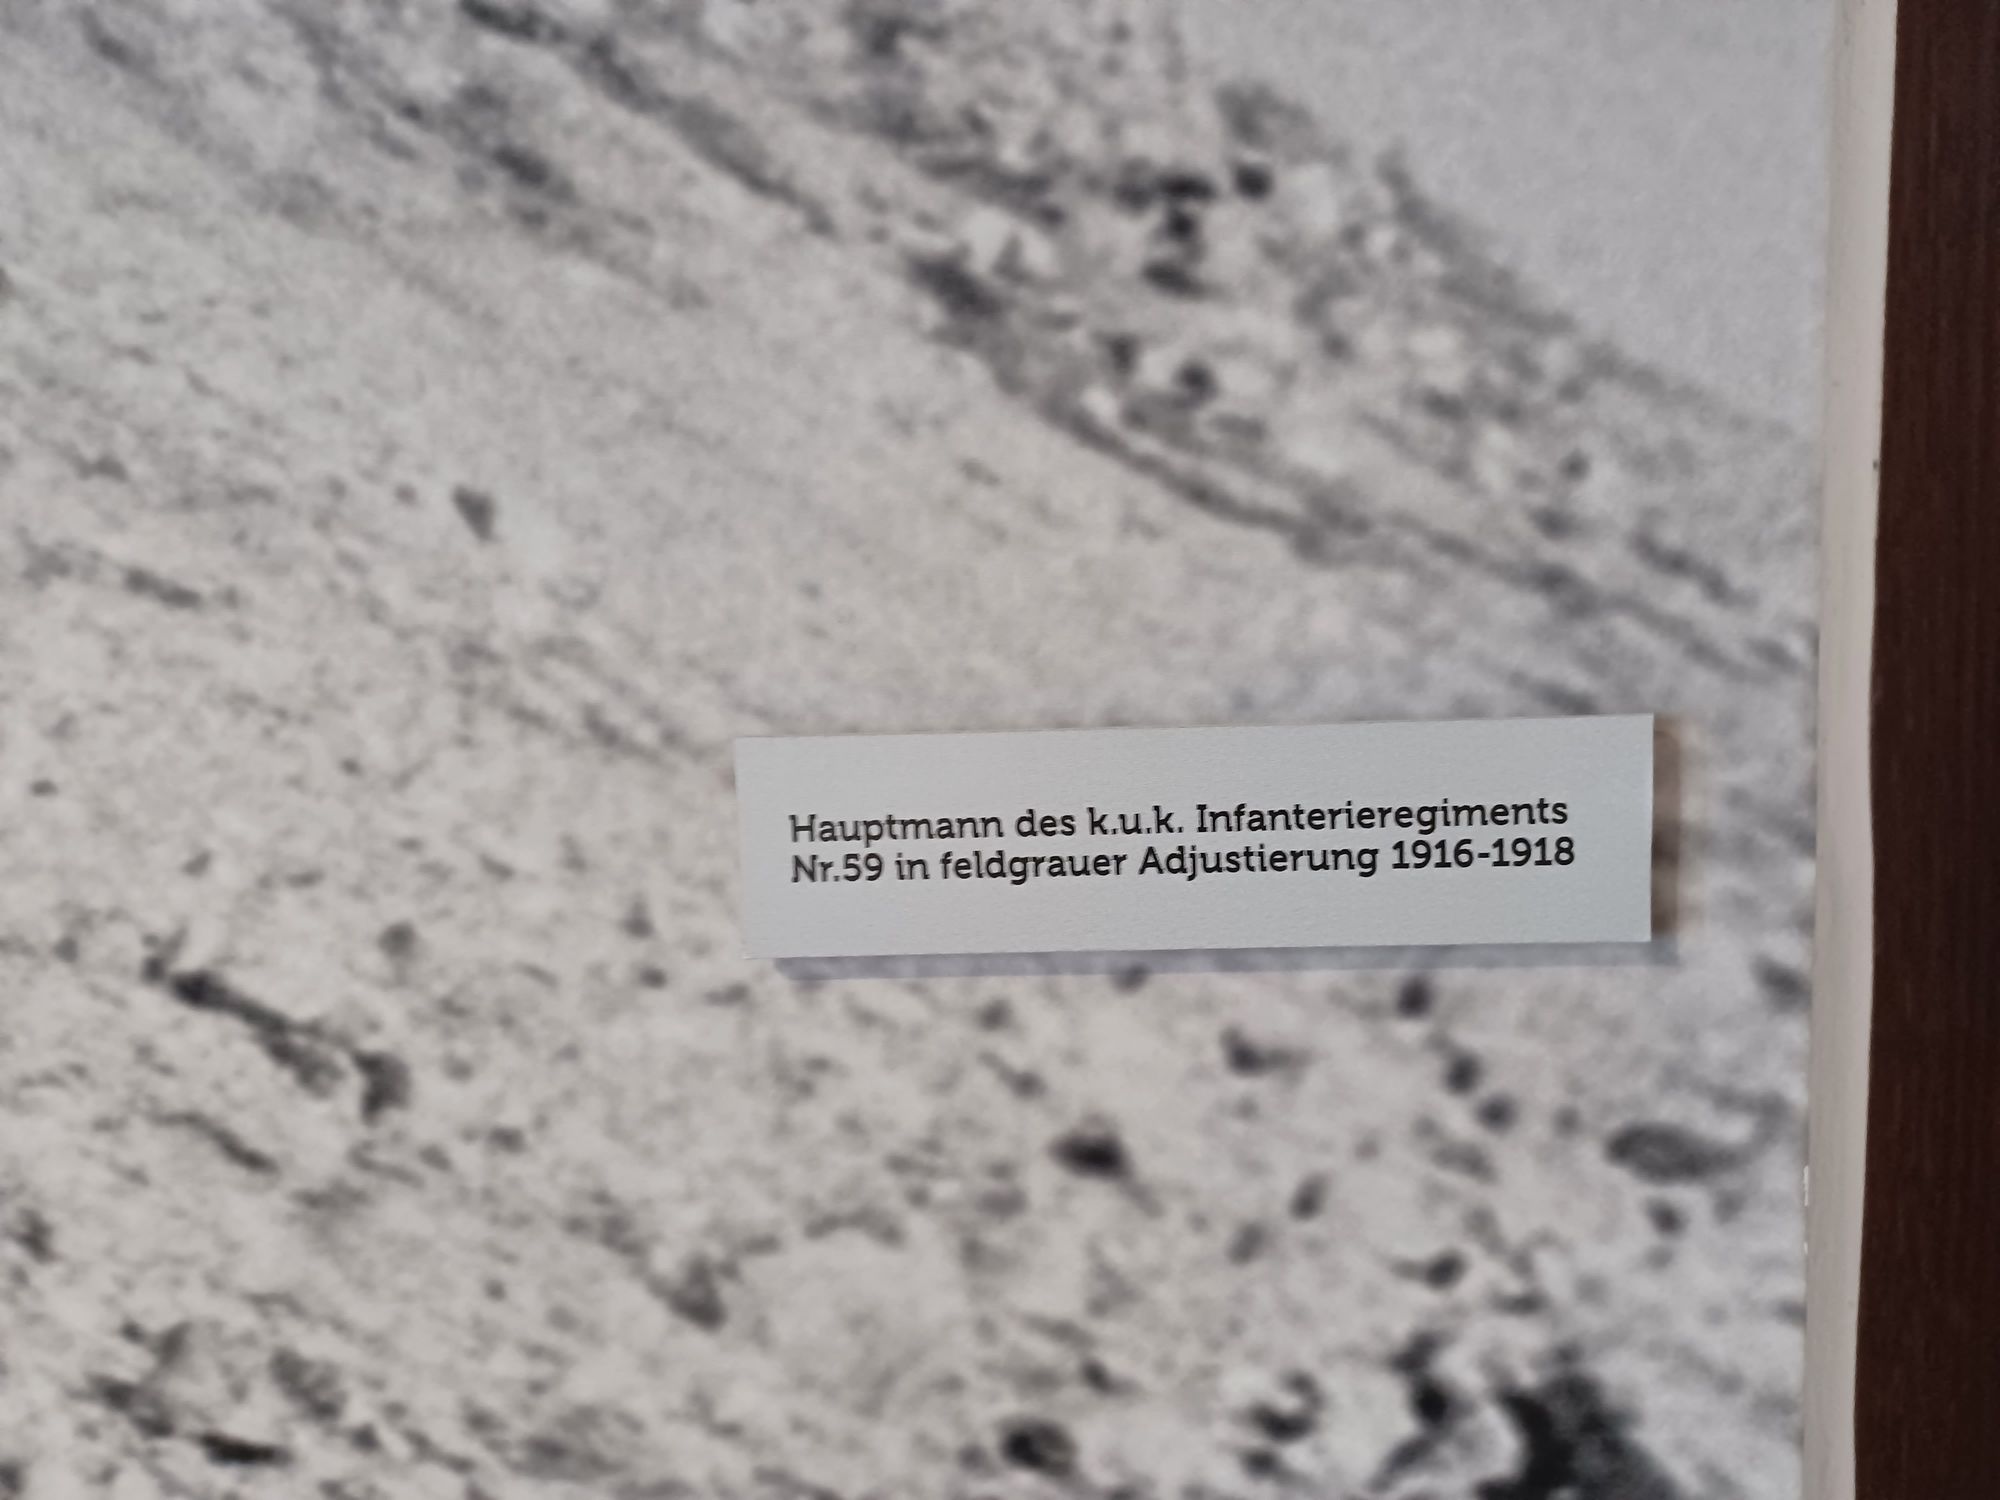 Hauptmann des k.u.k. Infanterieregiments
Nr.59 in feldgrauer Adjustierung 1916-1918